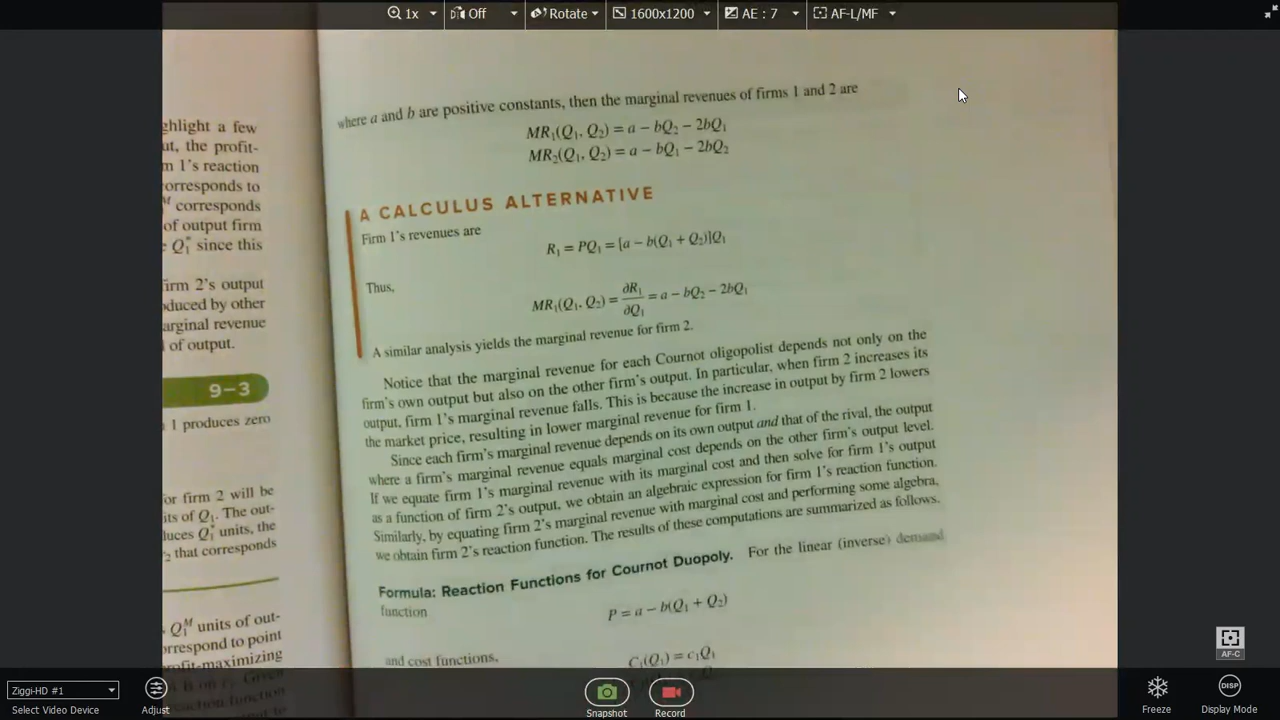 1x
Off
Rotate
1600x1200
AE : 7
AF-L/MF
where a and b are positive constants, then the marginal revenues of firms 1 and 2 are
MR₁(Q₁, Q₂) = a − bQ₂ − 2bQ₁
MR₂(Q₁, Q₂) = a − bQ₁ − 2bQ₂
A CALCULUS ALTERNATIVE
Firm 1's revenues are
R₁ = PQ₁ = [a − b(Q₁ + Q₂)]Q₁
Thus,
MR₁(Q₁, Q₂) = ∂R₁/∂Q₁ = a − bQ₂ − 2bQ₁
A similar analysis yields the marginal revenue for firm 2.
Notice that the marginal revenue for each Cournot oligopolist depends not only on the
firm's own output but also on the other firm's output. In particular, when firm 2 increases its
output, firm 1's marginal revenue falls. This is because the increase in output by firm 2 lowers
the market price, resulting in lower marginal revenue for firm 1.
Since each firm's marginal revenue depends on its own output and that of the rival, the output
where a firm's marginal revenue equals marginal cost depends on the other firm's output level.
If we equate firm 1's marginal revenue with its marginal cost and then solve for firm 1's output
as a function of firm 2's output, we obtain an algebraic expression for firm 1's reaction function.
Similarly, by equating firm 2's marginal revenue with marginal cost and performing some algebra,
we obtain firm 2's reaction function. The results of these computations are summarized as follows.
Formula: Reaction Functions for Cournot Duopoly. For the linear (inverse) demand
function
P = a − b(Q₁ + Q₂)
and cost functions,
C₁(Q₁) = c₁Q₁
ghlight a few
ut, the profit-
m 1's reaction
orresponds to
M corresponds
of output firm
Q₁* since this
irm 2's output
duced by other
arginal revenue
l of output.
9–3
1 produces zero
or firm 2 will be
its of Q₁. The out-
luces Q₁* units, the
2 that corresponds
Q₁ᴹ units of out-
orrespond to point
rofit-maximizing
Ziggi-HD #1
Select Video Device
Adjust
Snapshot
Record
AF-C
Freeze
DISP
Display Mode